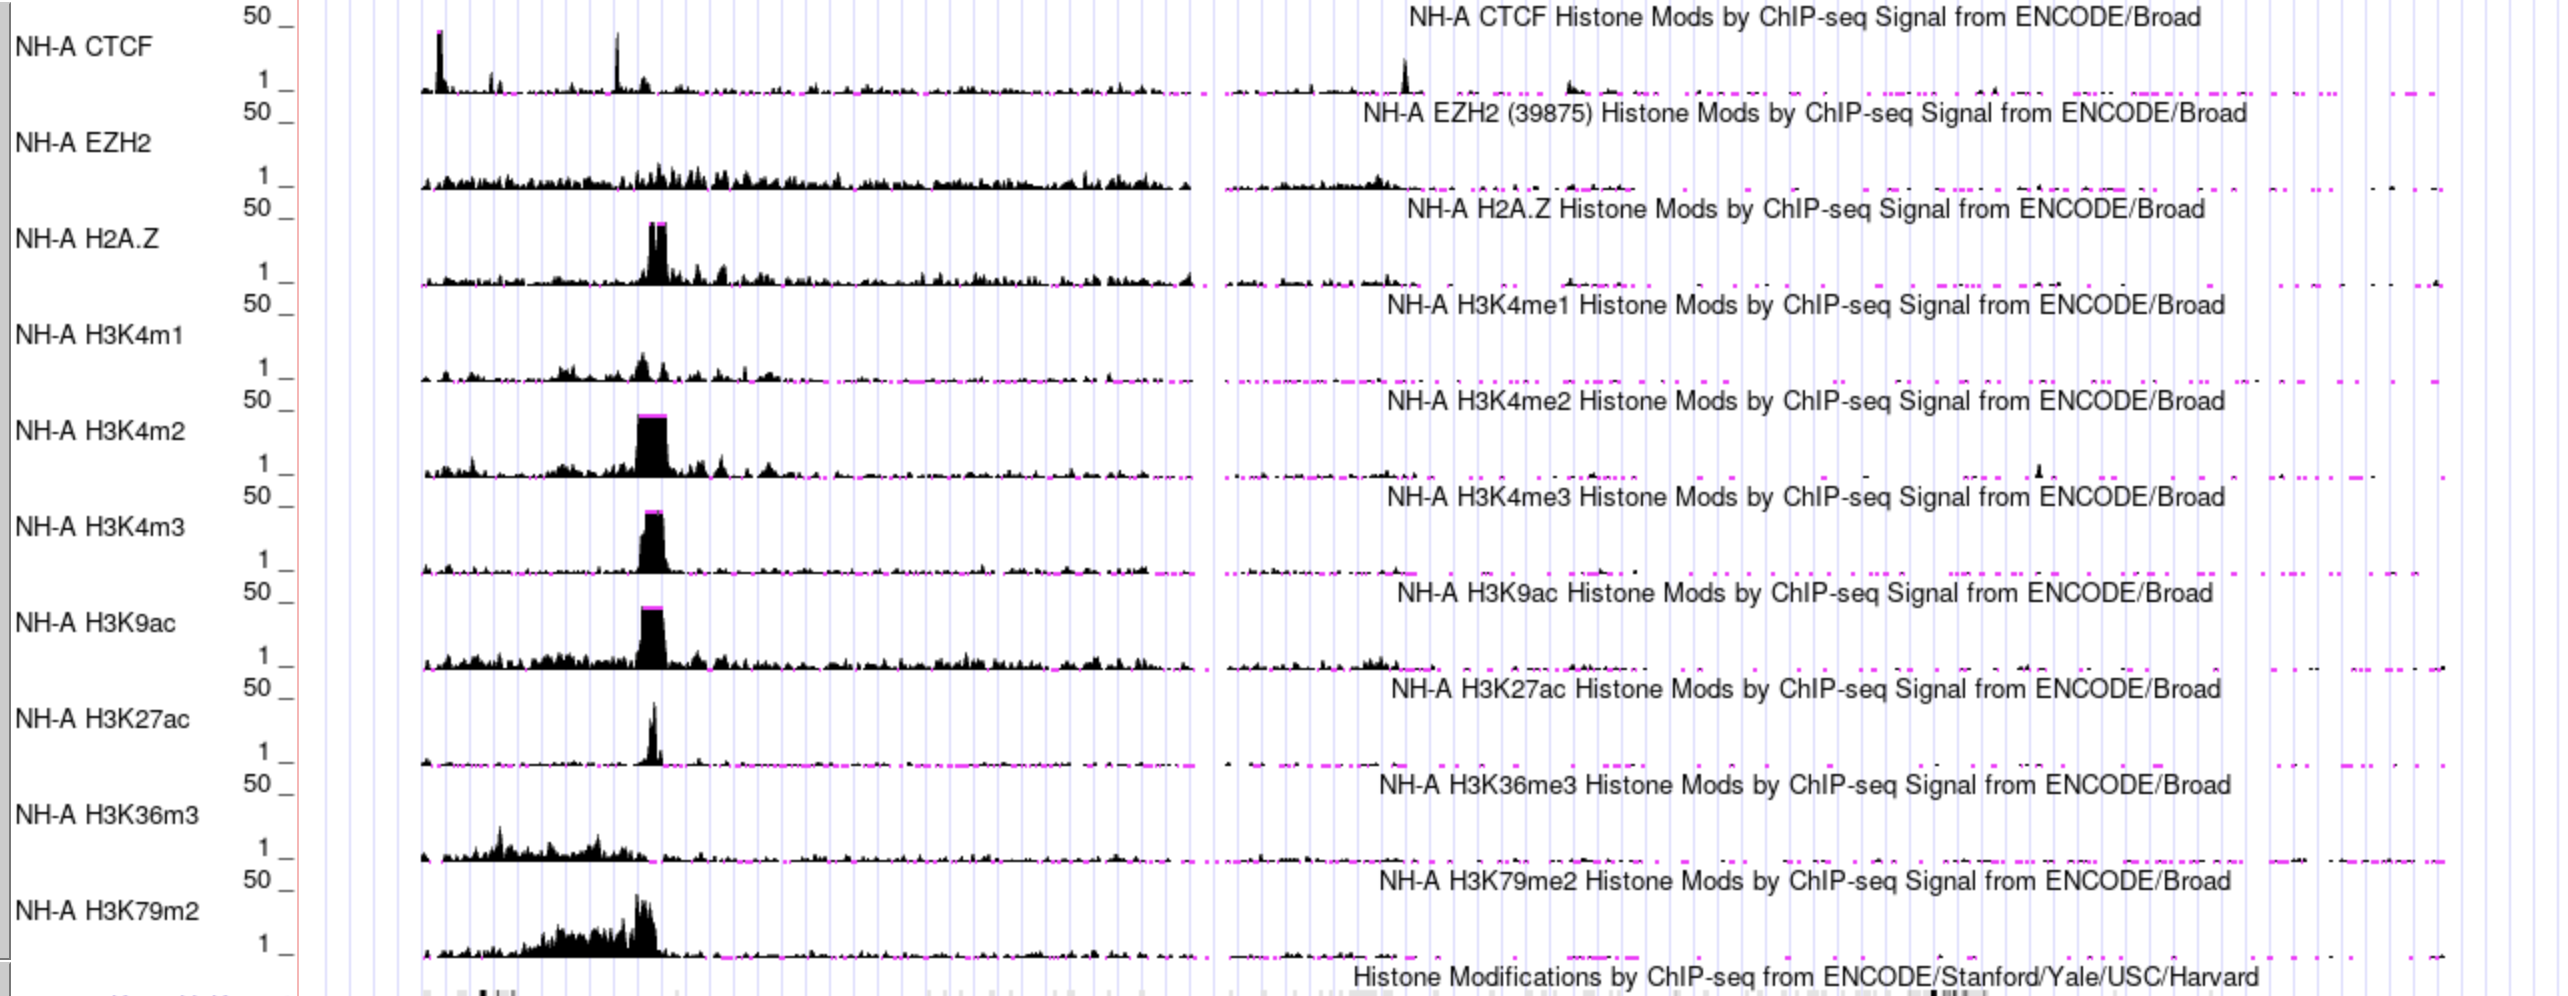 50 _ NH-A CTCF Histone Mods by ChIP-seq Signal from ENCODE/Broad
NH-A CTCF
1 _
50 _ NH-A EZH2 (39875) Histone Mods by ChIP-seq Signal from ENCODE/Broad
NH-A EZH2
1 _
50 _ NH-A H2A.Z Histone Mods by ChIP-seq Signal from ENCODE/Broad
NH-A H2A.Z
1 _
50 _ NH-A H3K4me1 Histone Mods by ChIP-seq Signal from ENCODE/Broad
NH-A H3K4m1
1 _
50 _ NH-A H3K4me2 Histone Mods by ChIP-seq Signal from ENCODE/Broad
NH-A H3K4m2
1 _
50 _ NH-A H3K4me3 Histone Mods by ChIP-seq Signal from ENCODE/Broad
NH-A H3K4m3
1 _
50 _ NH-A H3K9ac Histone Mods by ChIP-seq Signal from ENCODE/Broad
NH-A H3K9ac
1 _
50 _ NH-A H3K27ac Histone Mods by ChIP-seq Signal from ENCODE/Broad
NH-A H3K27ac
1 _
50 _ NH-A H3K36me3 Histone Mods by ChIP-seq Signal from ENCODE/Broad
NH-A H3K36m3
1 _
50 _ NH-A H3K79me2 Histone Mods by ChIP-seq Signal from ENCODE/Broad
NH-A H3K79m2
1 _
Histone Modifications by ChIP-seq from ENCODE/Stanford/Yale/USC/Harvard